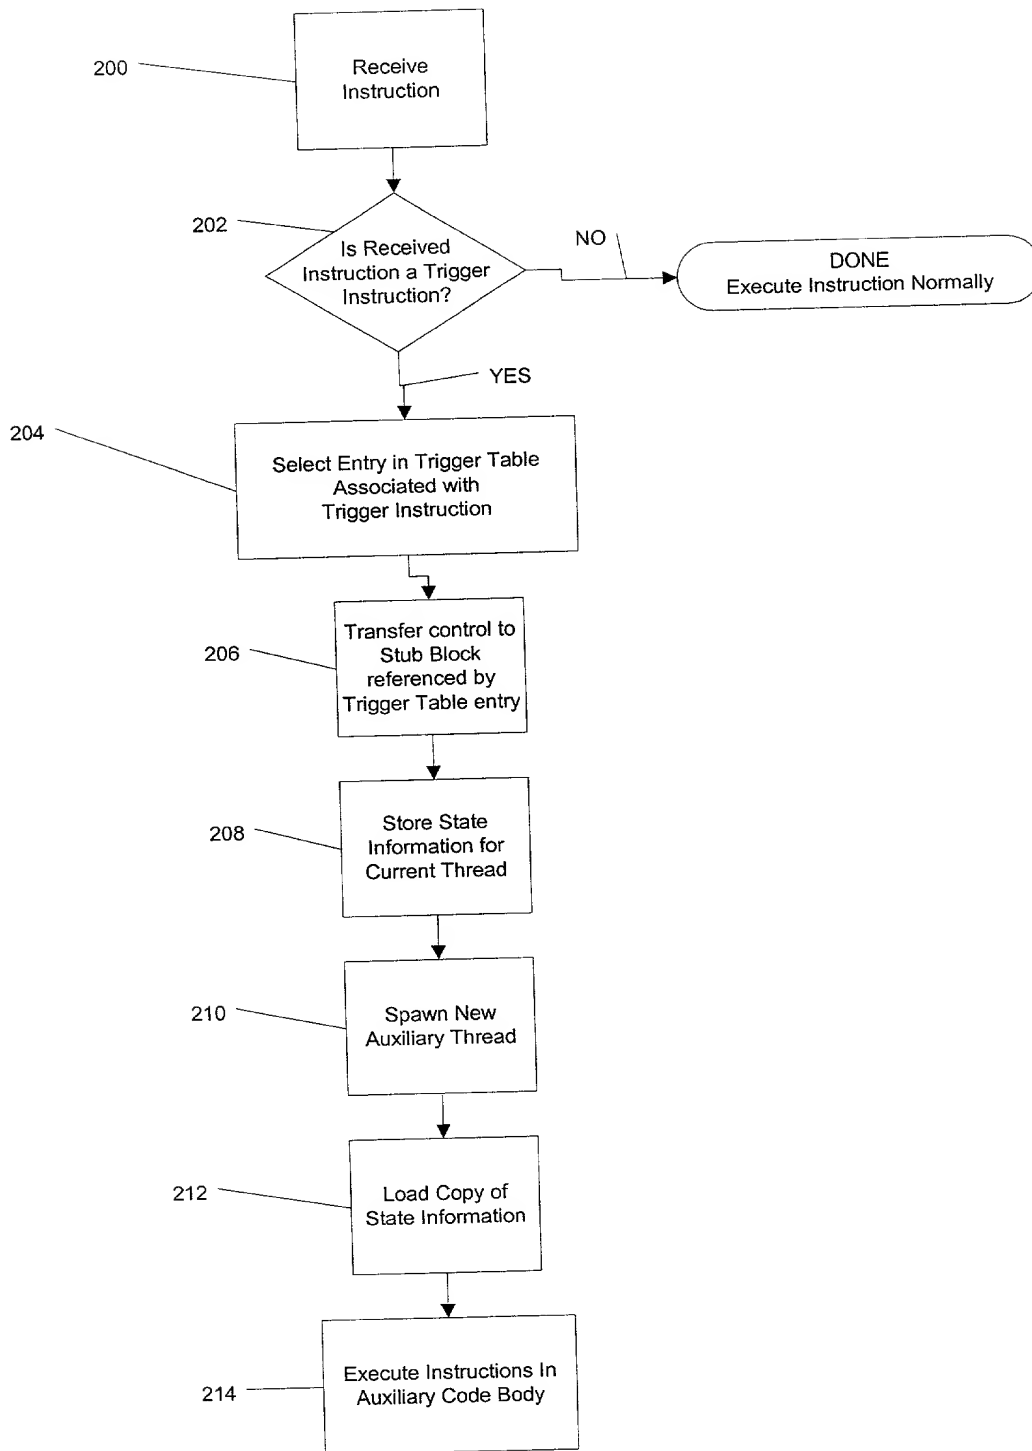 200
Receive
Instruction
202
Is Received
Instruction a Trigger
Instruction?
NO
DONE
Execute Instruction Normally
YES
204
Select Entry in Trigger Table
Associated with
Trigger Instruction
206
Transfer control to
Stub Block
referenced by
Trigger Table entry
208
Store State
Information for
Current Thread
210
Spawn New
Auxiliary Thread
212
Load Copy of
State Information
214
Execute Instructions In
Auxiliary Code Body